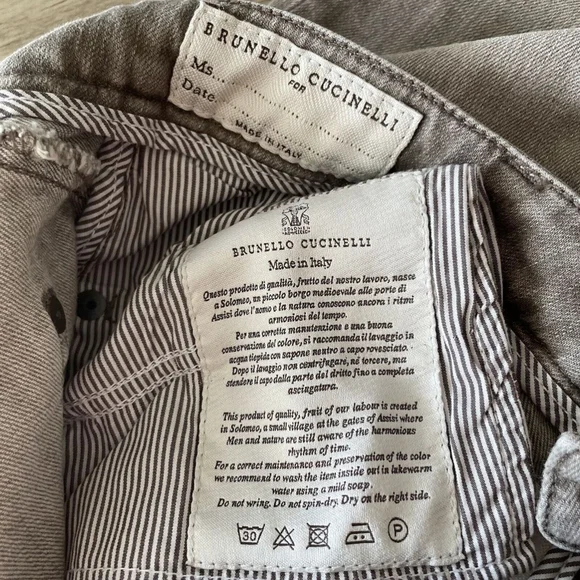 BRUNELLO CUCINELLI
FOR
Ms.
Date
MADE IN ITALY
BRUNELLO CUCINELLI
Made in Italy
Questo prodotto di qualità, frutto del nostro lavoro, nasce
a Solomeo, un piccolo borgo medioevale alle porte di
Assisi dove l'uomo e la natura conoscono ancora i ritmi
armoniosi del tempo.
Per una corretta manutenzione e una buona
conservazione del colore, si raccomanda il lavaggio in
acqua tiepida con sapone neutro a capo rovesciato.
Dopo il lavaggio non centrifugare, né torcere, ma
stendere il capo dalla parte del diritto fino a completa
asciugatura.
This product of quality, fruit of our labour is created
in Solomeo, a small village at the gates of Assisi where
Men and nature are still aware of the harmonious
rhythm of time.
For a correct maintenance and preservation of the color
we recommend to wash the item inside out in lukewarm
water using a mild soap.
Do not wring. Do not spin-dry. Dry on the right side.
30 P